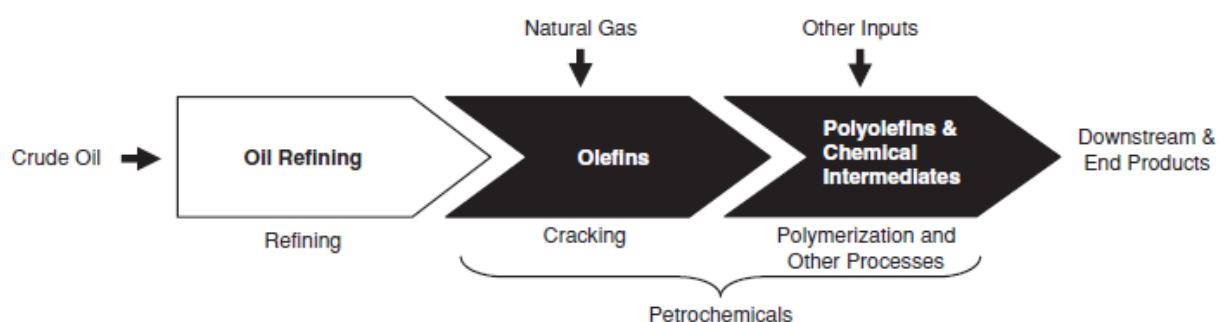 Natural Gas
Other Inputs
Crude Oil
Oil Refining
Olefins
Polyolefins &
Chemical
Intermediates
Downstream &
End Products
Refining
Cracking
Polymerization and
Other Processes
Petrochemicals